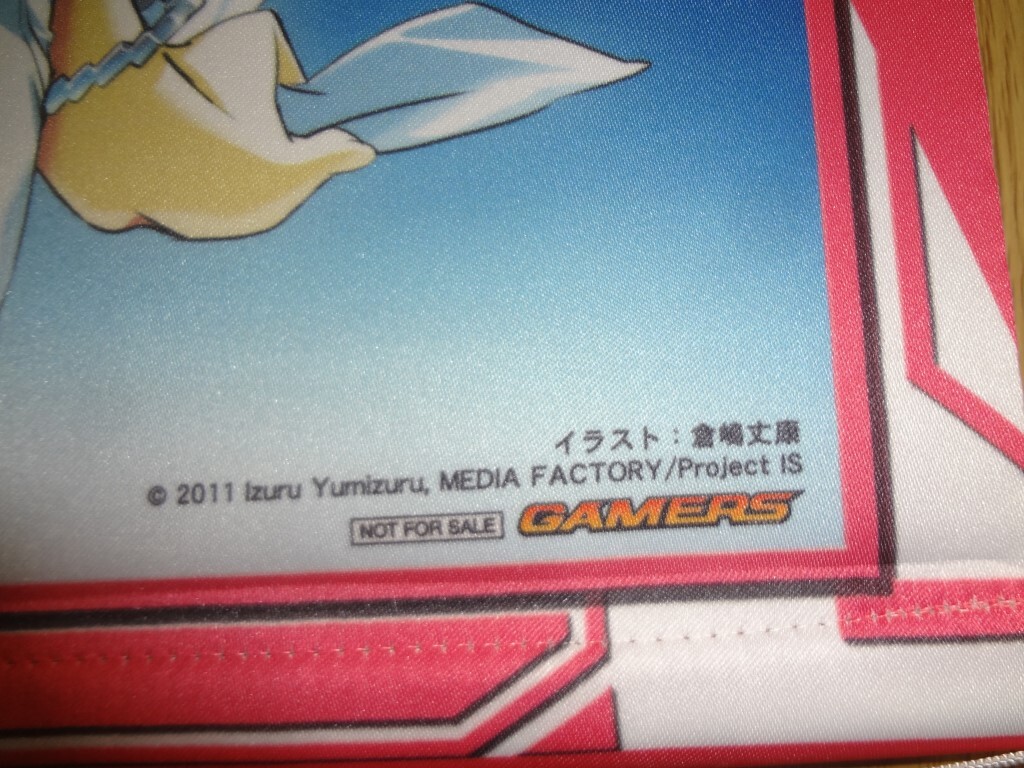 イラスト：倉嶋丈康
© 2011 Izuru Yumizuru, MEDIA FACTORY/Project IS
NOT FOR SALE GAMERS